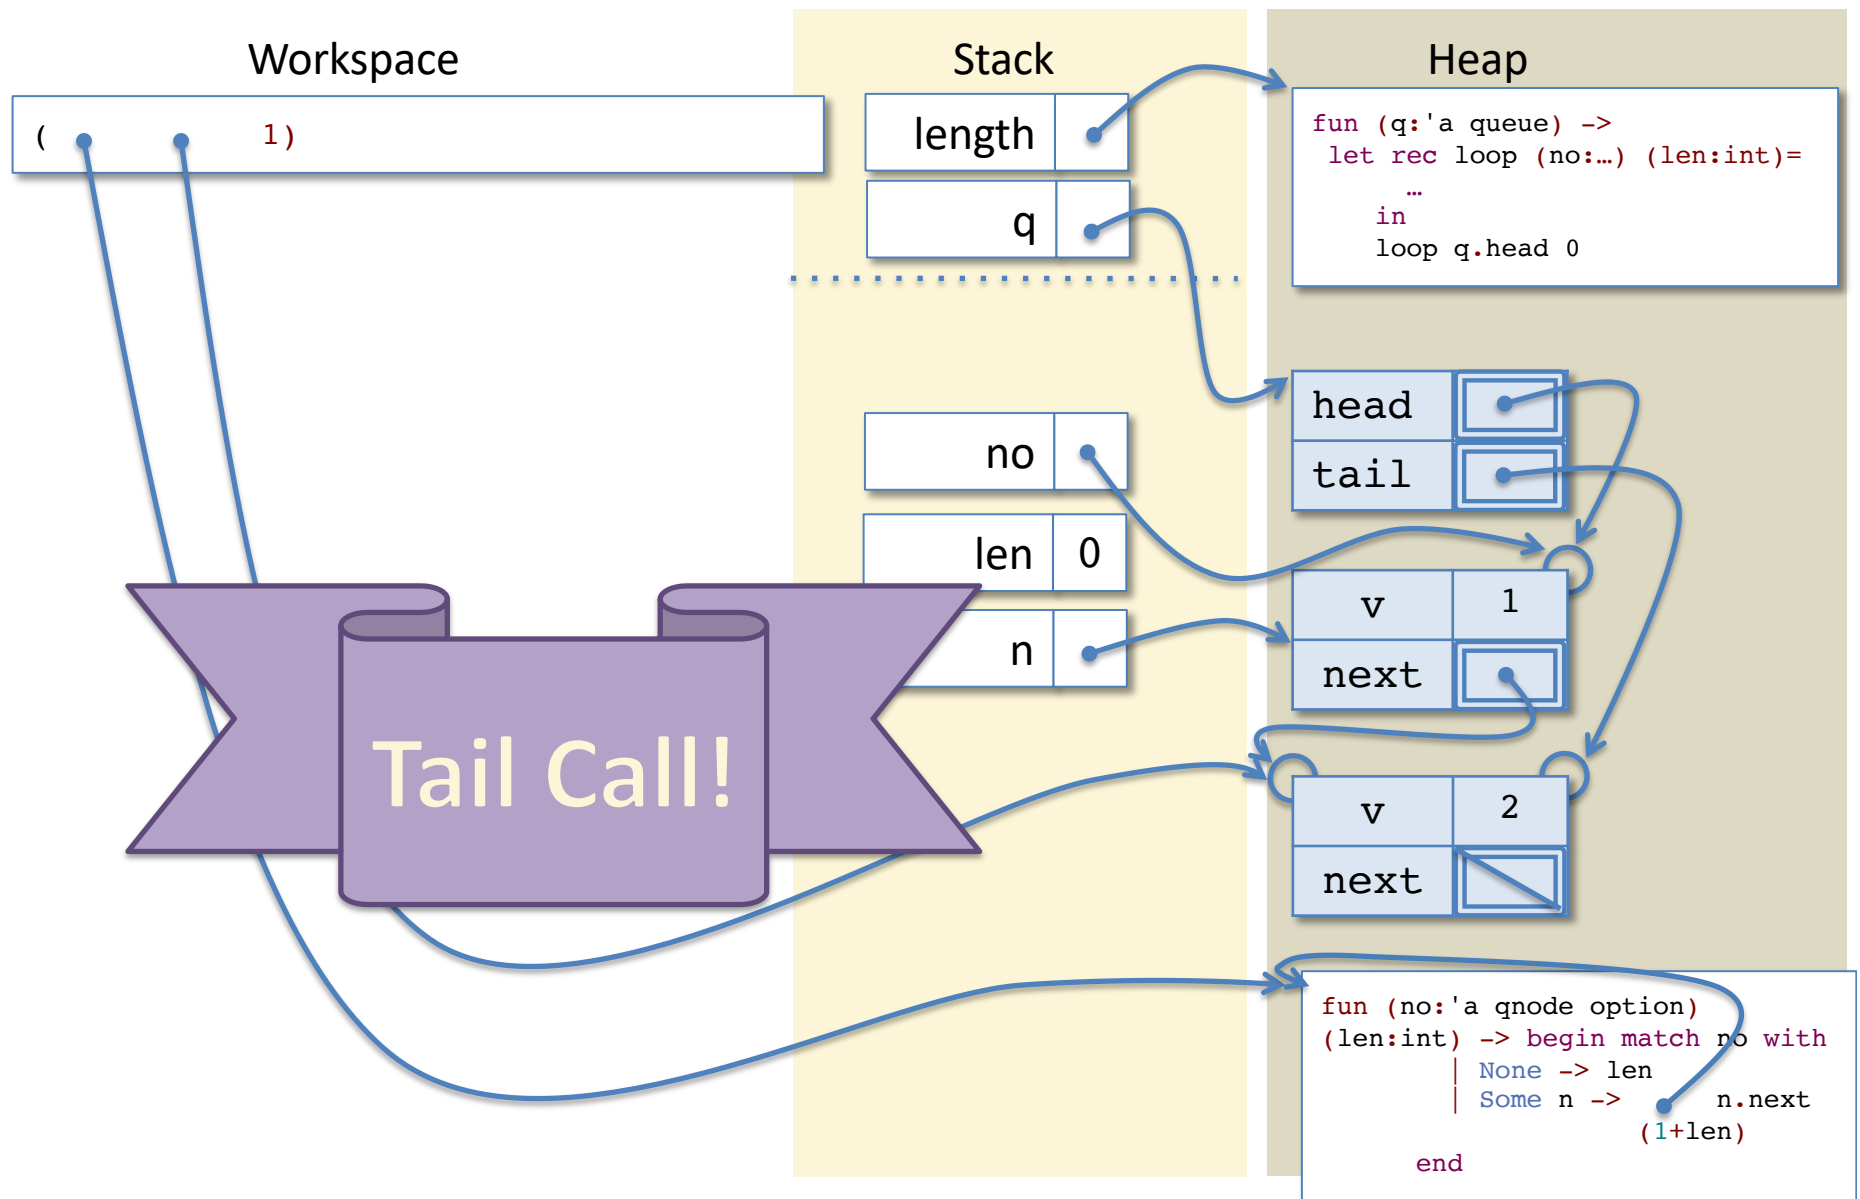 Workspace
( 1)
Stack
length
q
no
len 0
n
Heap
fun (q:'a queue) ->
let rec loop (no:…) (len:int)=
…
in
loop q.head 0
head
tail
v 1
next
v 2
next
fun (no:'a qnode option)
(len:int) -> begin match no with
| None -> len
| Some n -> n.next
(1+len)
end
Tail Call!